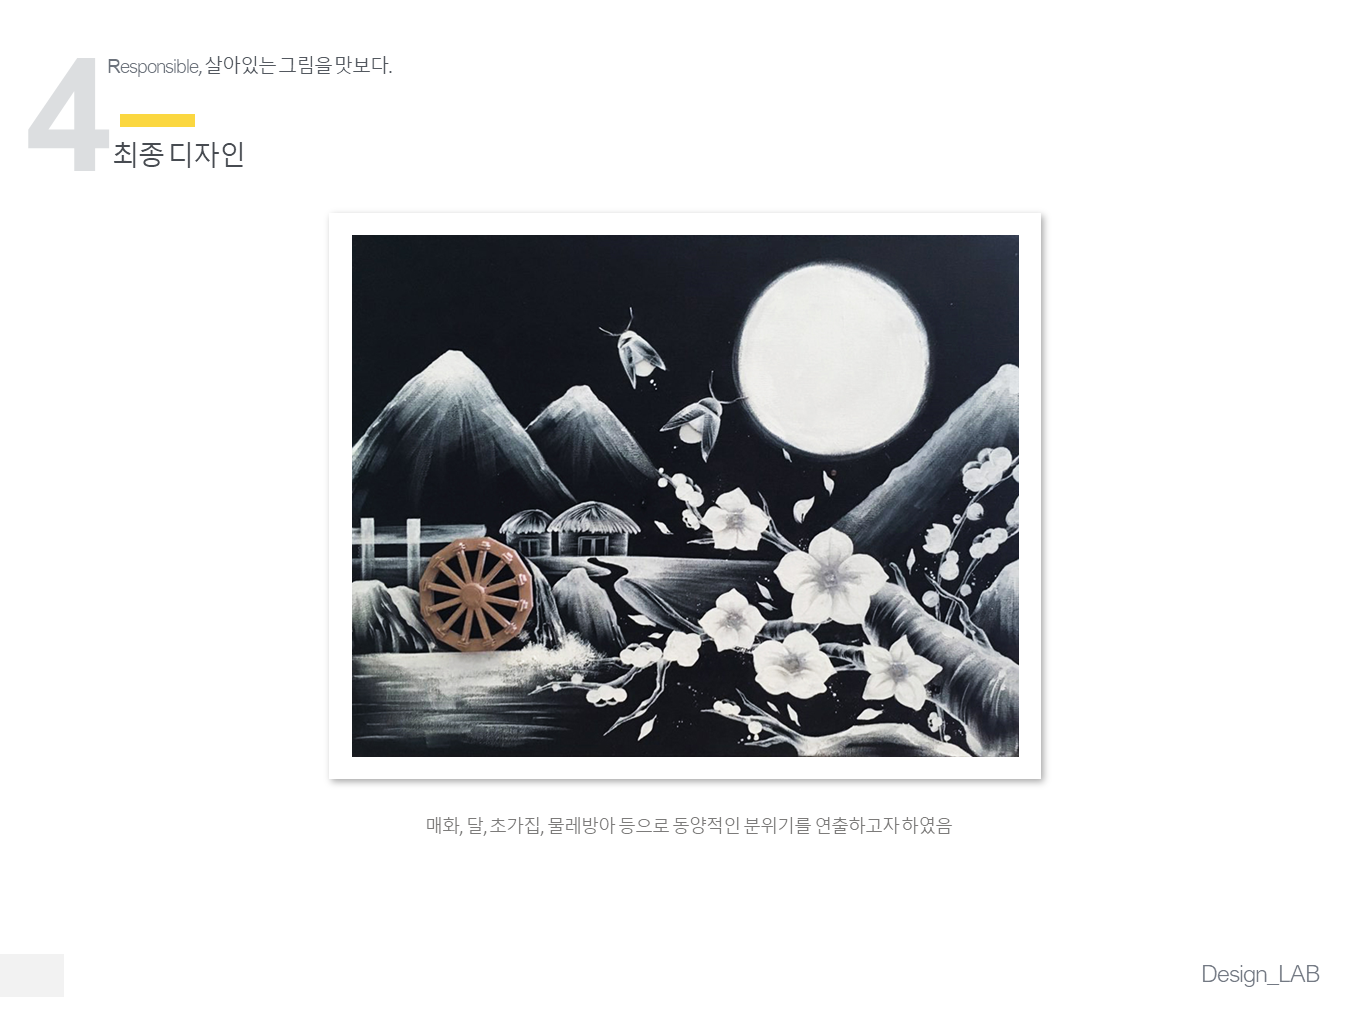 4
Responsible, 살아있는 그림을 맛보다.
최종 디자인
매화, 달, 초가집, 물레방아 등으로 동양적인 분위기를 연출하고자 하였음
Design_LAB